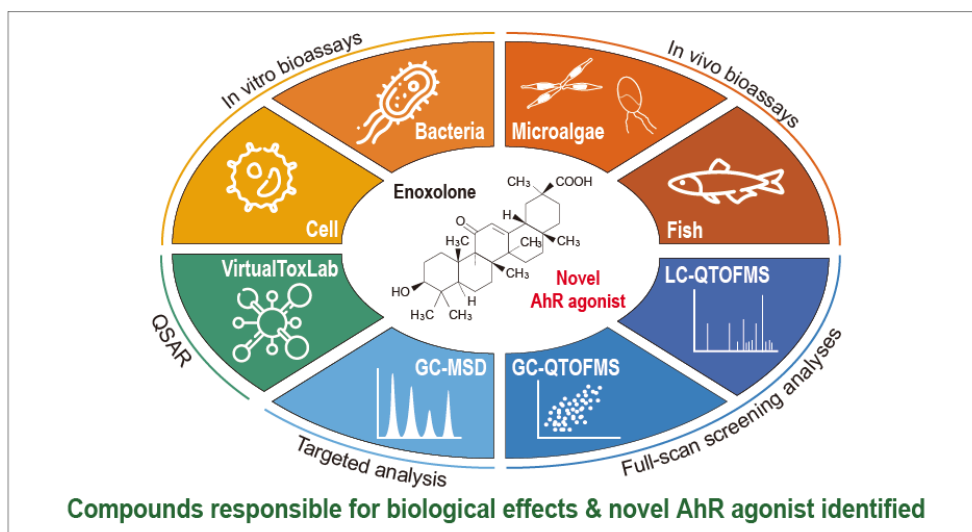 In vitro bioassays
In vivo bioassays
Bacteria
Microalgae
Cell
Fish
Enoxolone
CH₃
COOH
O
H
H₃C
CH₃
CH₃
CH₃
HO
H
H₃C
CH₃
Novel
AhR agonist
VirtualToxLab
LC-QTOFMS
GC-MSD
GC-QTOFMS
QSAR
Targeted analysis
Full-scan screening analyses
Compounds responsible for biological effects & novel AhR agonist identified